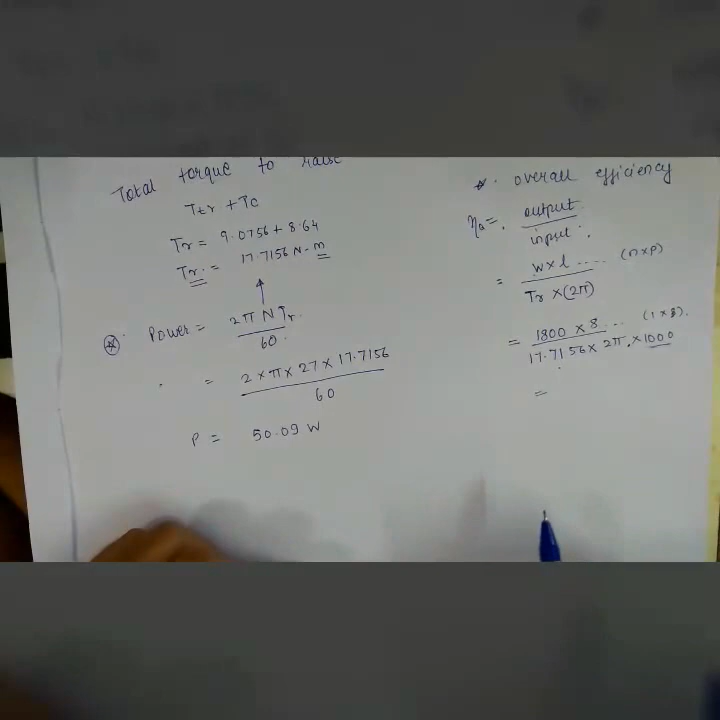 Total torque to raise
Ttr + Tc
Tr = 9.0756 + 8.64
Tr = 17.7156 N-m
Power = 2π N Tr / 60
= 2 × π × 27 × 17.7156 / 60
P = 50.09 W
* overall efficiency
ηo = output / input
= W × l .... (n×p) / Tr × (2π)
= 1800 × 8 ... (1 × 8) / 17.7156 × 2π × 1000
=